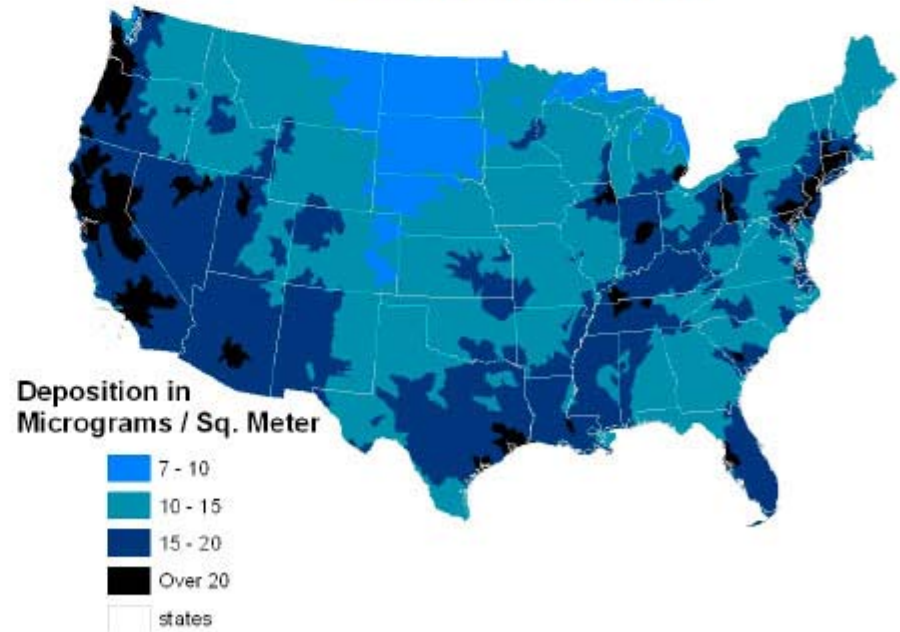 Deposition in
Micrograms / Sq. Meter
7 - 10
10 - 15
15 - 20
Over 20
states